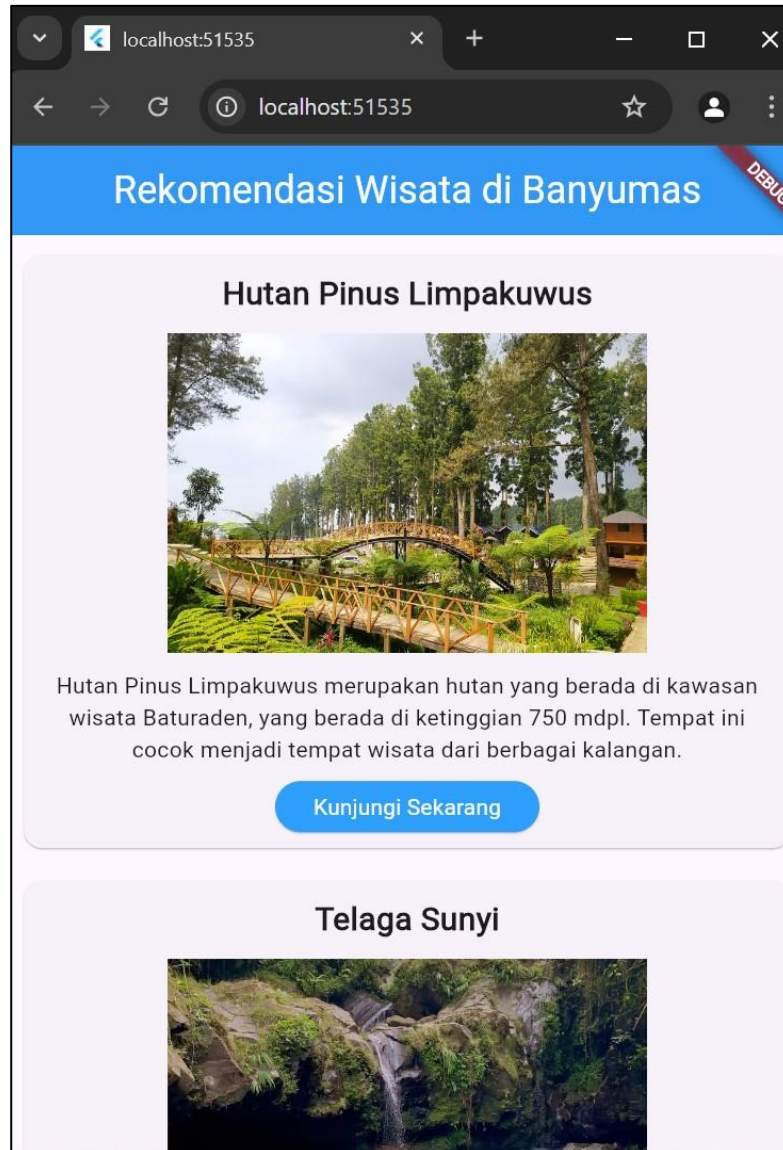 localhost:51535
localhost:51535
Rekomendasi Wisata di Banyumas
DEBUG
Hutan Pinus Limpakuwus
Hutan Pinus Limpakuwus merupakan hutan yang berada di kawasan
wisata Baturaden, yang berada di ketinggian 750 mdpl. Tempat ini
cocok menjadi tempat wisata dari berbagai kalangan.
Kunjungi Sekarang
Telaga Sunyi